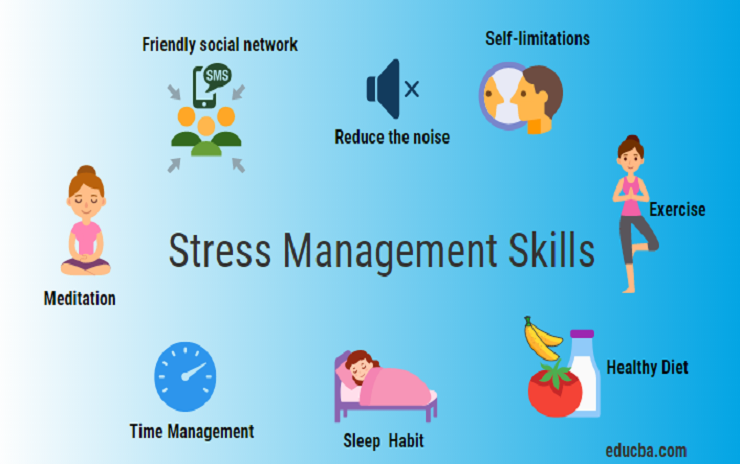 Friendly social network
SMS
Reduce the noise
Self-limitations
Exercise
Stress Management Skills
Meditation
Healthy Diet
Time Management
Sleep Habit
educba.com